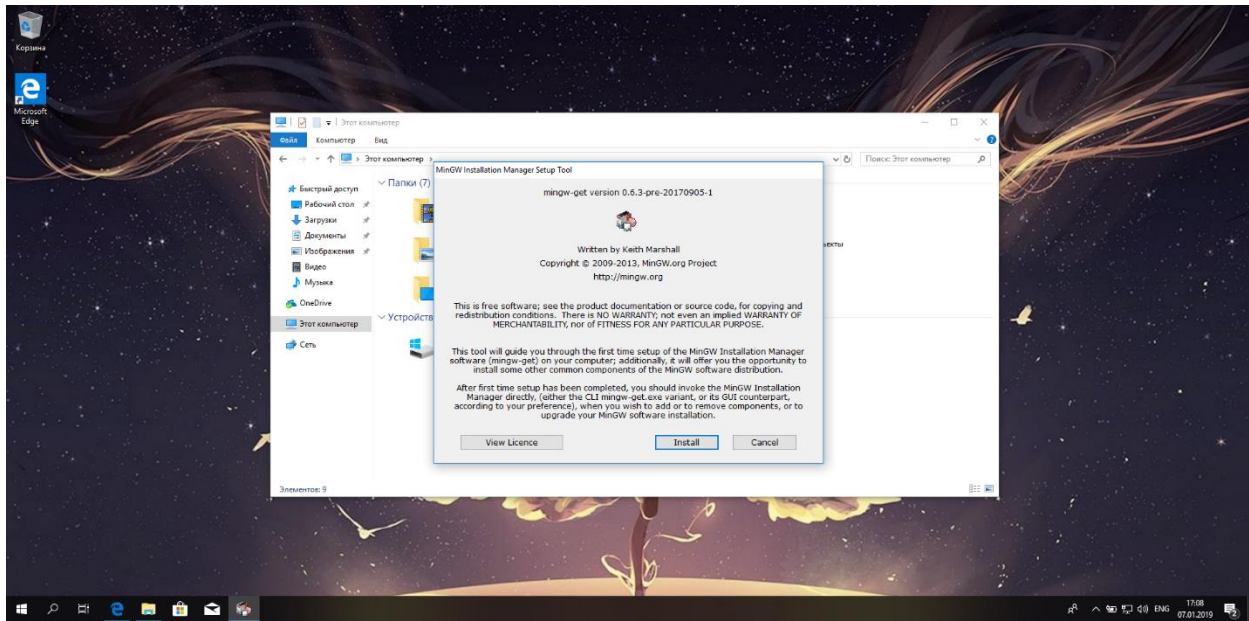 Корзина
Microsoft
Edge
Этот компьютер
Файл
Компьютер
Вид
Этот компьютер
Поиск: Этот компьютер
Быстрый доступ
Рабочий стол
Загрузки
Документы
Изображения
Видео
Музыка
OneDrive
Этот компьютер
Сеть
Папки (7)
Устройств
Элементов: 9
MinGW Installation Manager Setup Tool
mingw-get version 0.6.3-pre-20170905-1
Written by Keith Marshall
Copyright © 2009-2013, MinGW.org Project
http://mingw.org
This is free software; see the product documentation or source code, for copying and
redistribution conditions. There is NO WARRANTY; not even an implied WARRANTY OF
MERCHANTABILITY, nor of FITNESS FOR ANY PARTICULAR PURPOSE.
This tool will guide you through the first time setup of the MinGW Installation Manager
software (mingw-get) on your computer; additionally, it will offer you the opportunity to
install some other common components of the MinGW software distribution.
After first time setup has been completed, you should invoke the MinGW Installation
Manager directly, (either the CLI mingw-get.exe variant, or its GUI counterpart,
according to your preference), when you wish to add or to remove components, or to
upgrade your MinGW software installation.
View Licence
Install
Cancel
ENG
17:08
07.01.2019
2